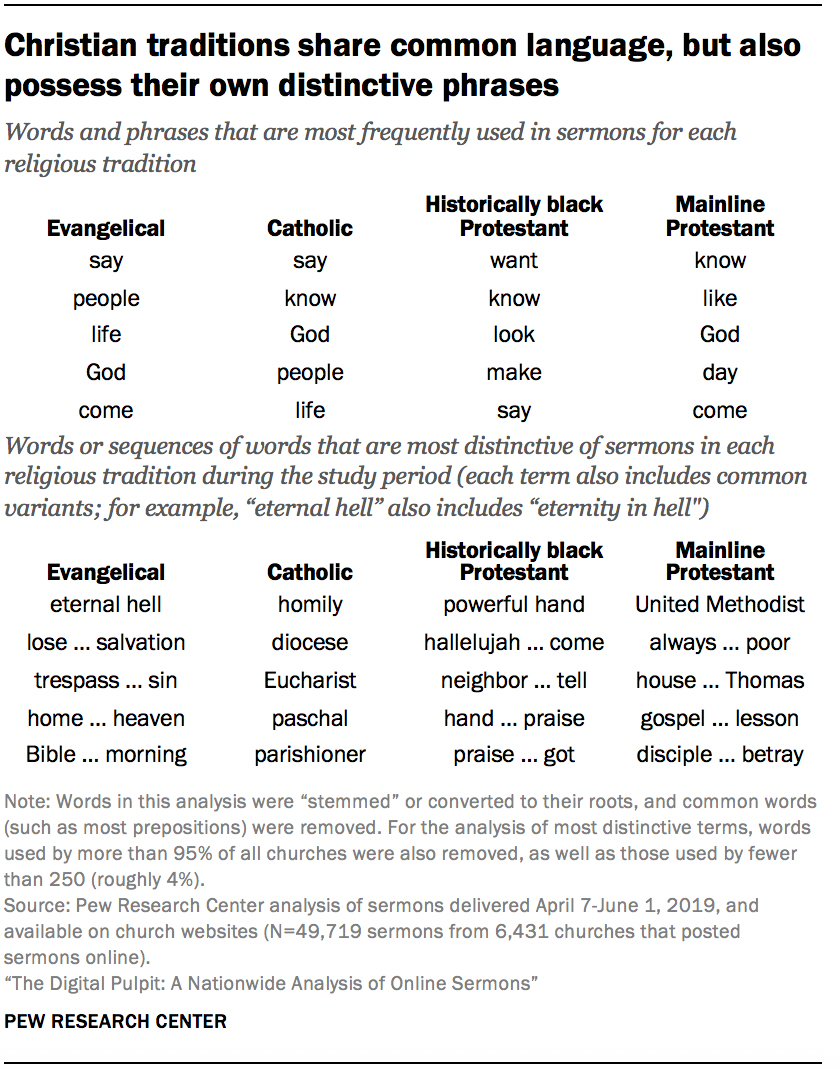 Christian traditions share common language, but also
possess their own distinctive phrases
Words and phrases that are most frequently used in sermons for each
religious tradition
Evangelical Catholic Historically black Protestant Mainline Protestant
say say want know
people know know like
life God look God
God people make day
come life say come
Words or sequences of words that are most distinctive of sermons in each
religious tradition during the study period (each term also includes common
variants; for example, “eternal hell” also includes “eternity in hell")
Evangelical Catholic Historically black Protestant Mainline Protestant
eternal hell homily powerful hand United Methodist
lose ... salvation diocese hallelujah ... come always ... poor
trespass ... sin Eucharist neighbor ... tell house ... Thomas
home ... heaven paschal hand ... praise gospel ... lesson
Bible ... morning parishioner praise ... got disciple ... betray
Note: Words in this analysis were “stemmed” or converted to their roots, and common words
(such as most prepositions) were removed. For the analysis of most distinctive terms, words
used by more than 95% of all churches were also removed, as well as those used by fewer
than 250 (roughly 4%).
Source: Pew Research Center analysis of sermons delivered April 7-June 1, 2019, and
available on church websites (N=49,719 sermons from 6,431 churches that posted
sermons online).
“The Digital Pulpit: A Nationwide Analysis of Online Sermons”
PEW RESEARCH CENTER